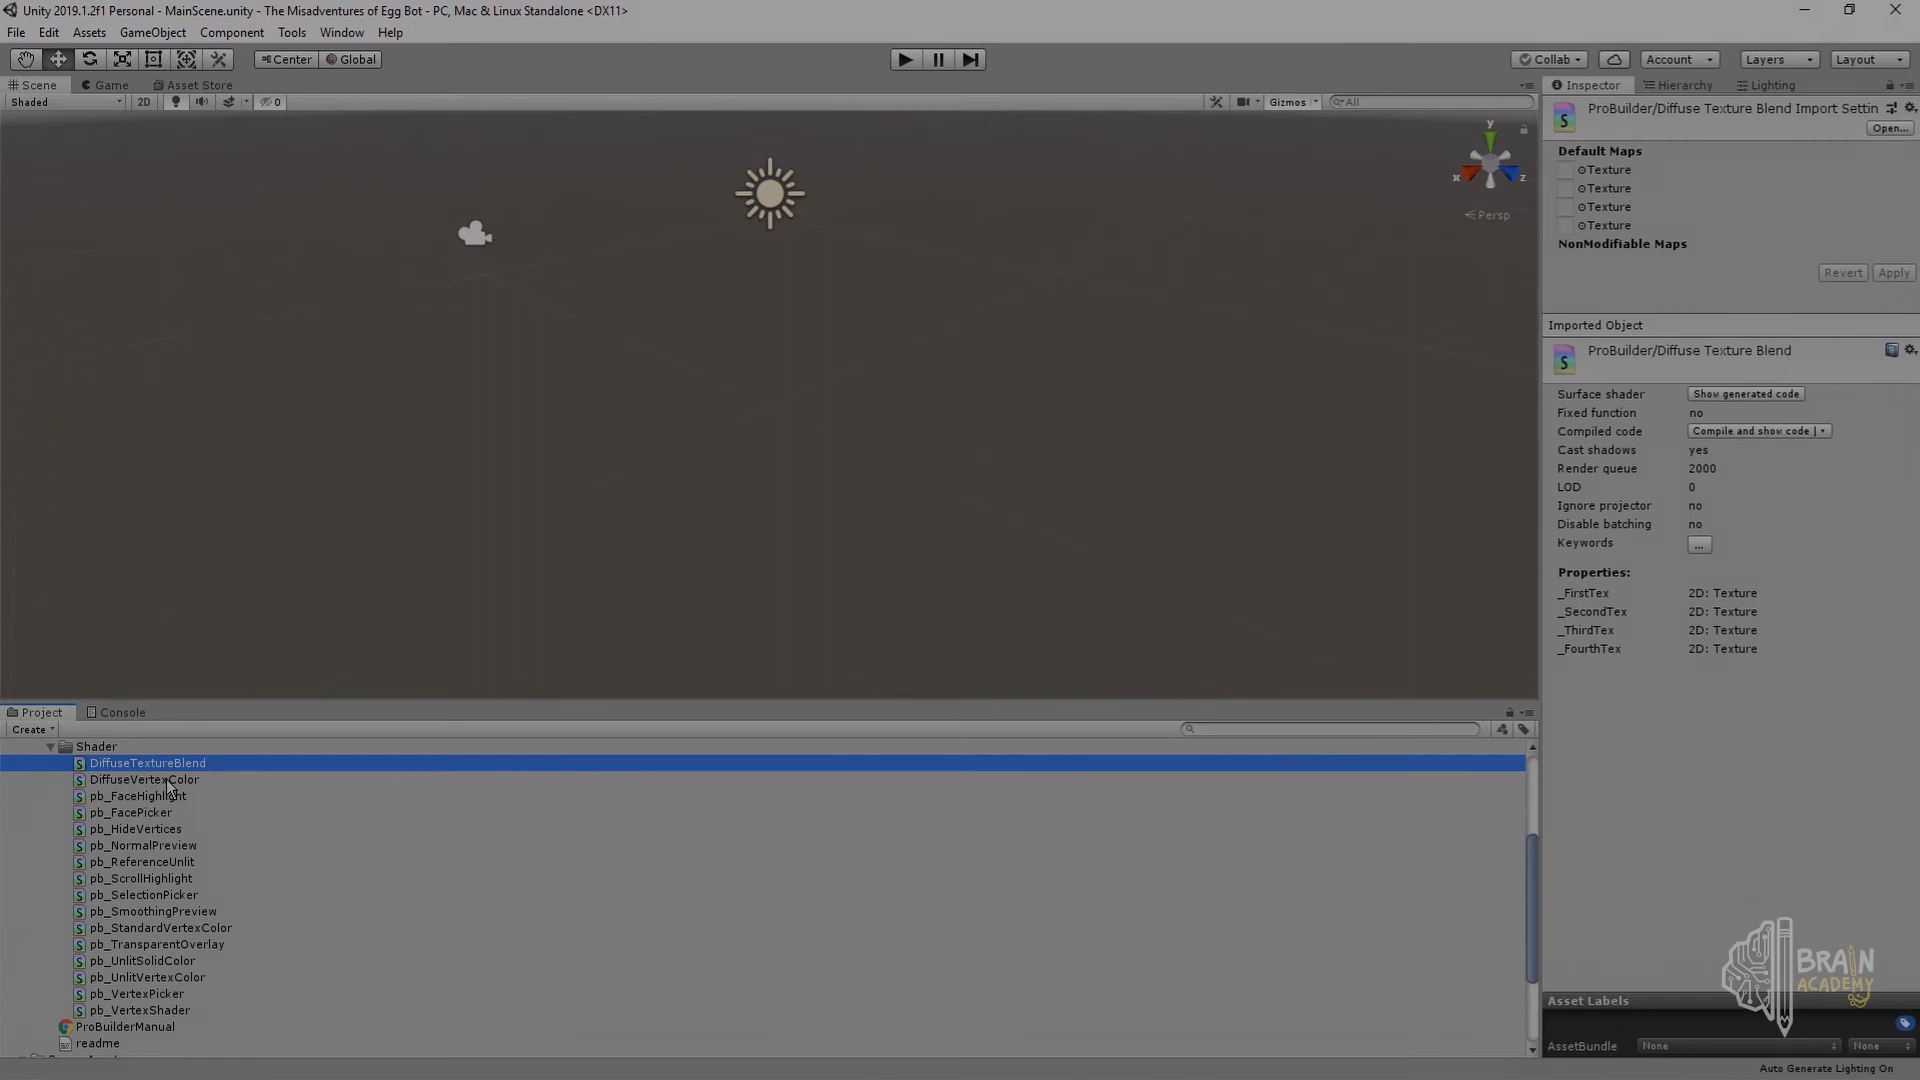 Unity 2019.1.2f1 Personal - MainScene.unity - The Misadventures of Egg Bot - PC, Mac & Linux Standalone <DX11>
File Edit Assets GameObject Component Tools Window Help
Center Global Collab Account Layers Layout
Scene Game Asset Store
Shaded 2D 0 Gizmos All
y
x z
Persp
Inspector Hierarchy Lighting
ProBuilder/Diffuse Texture Blend Import Settin
Open...
Default Maps
Texture
Texture
Texture
Texture
NonModifiable Maps
Revert Apply
Imported Object
ProBuilder/Diffuse Texture Blend
Surface shader Show generated code
Fixed function no
Compiled code Compile and show code
Cast shadows yes
Render queue 2000
LOD 0
Ignore projector no
Disable batching no
Keywords ...
Properties:
_FirstTex 2D: Texture
_SecondTex 2D: Texture
_ThirdTex 2D: Texture
_FourthTex 2D: Texture
Project Console
Create
Shader
DiffuseTextureBlend
DiffuseVertexColor
pb_FaceHighlight
pb_FacePicker
pb_HideVertices
pb_NormalPreview
pb_ReferenceUnlit
pb_ScrollHighlight
pb_SelectionPicker
pb_SmoothingPreview
pb_StandardVertexColor
pb_TransparentOverlay
pb_UnlitSolidColor
pb_UnlitVertexColor
pb_VertexPicker
pb_VertexShader
ProBuilderManual
readme
BRAIN
ACADEMY
Asset Labels
AssetBundle None None
Auto Generate Lighting On